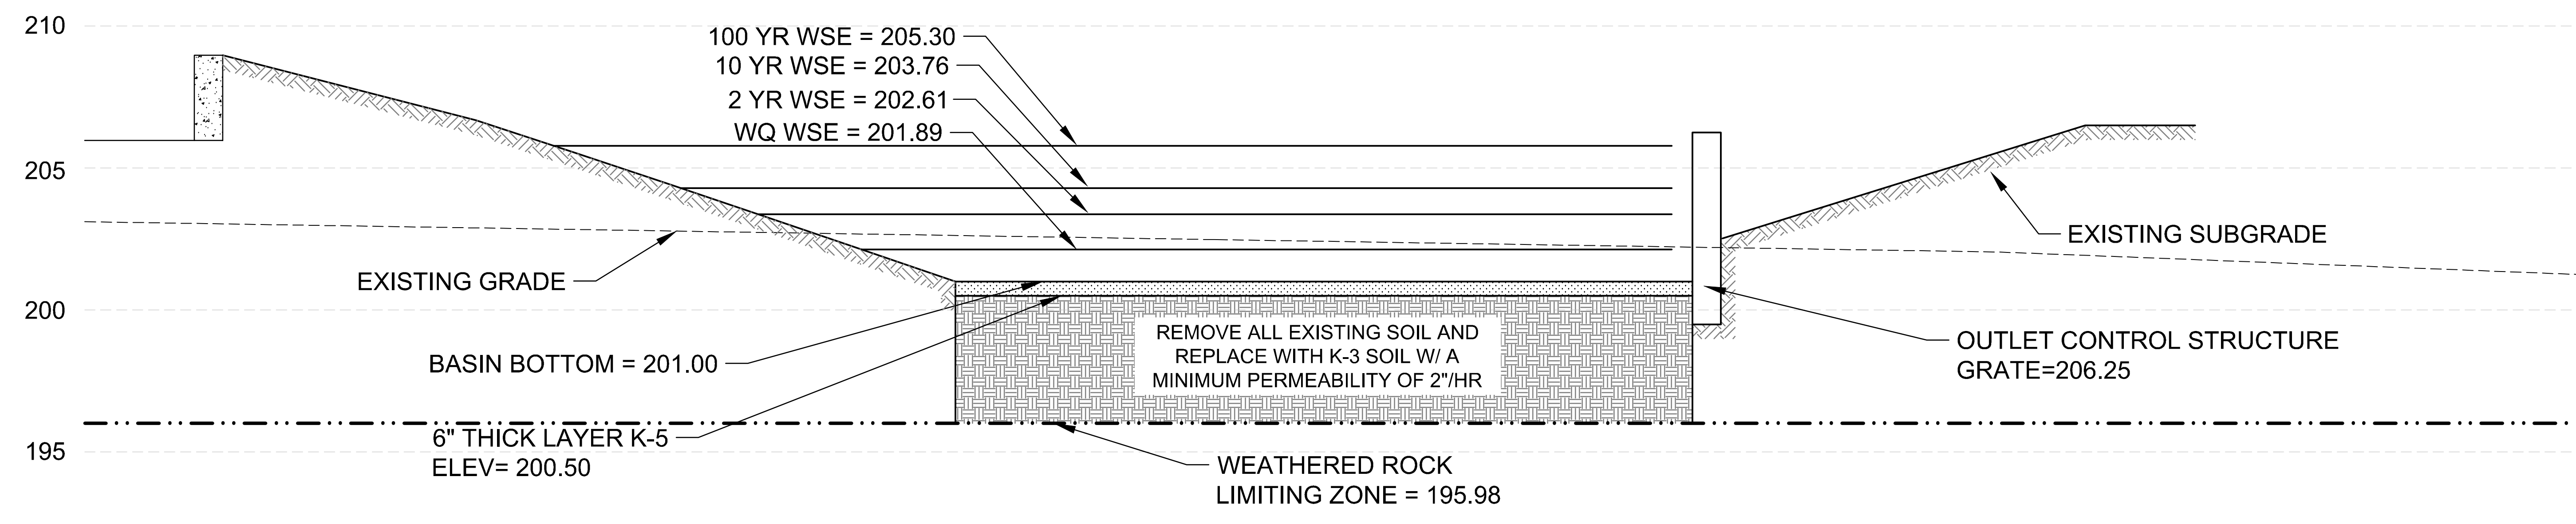 210
100 YR WSE = 205.30
10 YR WSE = 203.76
2 YR WSE = 202.61
WQ WSE = 201.89
205
EXISTING GRADE
EXISTING SUBGRADE
200
REMOVE ALL EXISTING SOIL AND
REPLACE WITH K-3 SOIL W/ A
MINIMUM PERMEABILITY OF 2"/HR
BASIN BOTTOM = 201.00
OUTLET CONTROL STRUCTURE
GRATE=206.25
195
6" THICK LAYER K-5
ELEV= 200.50
WEATHERED ROCK
LIMITING ZONE = 195.98